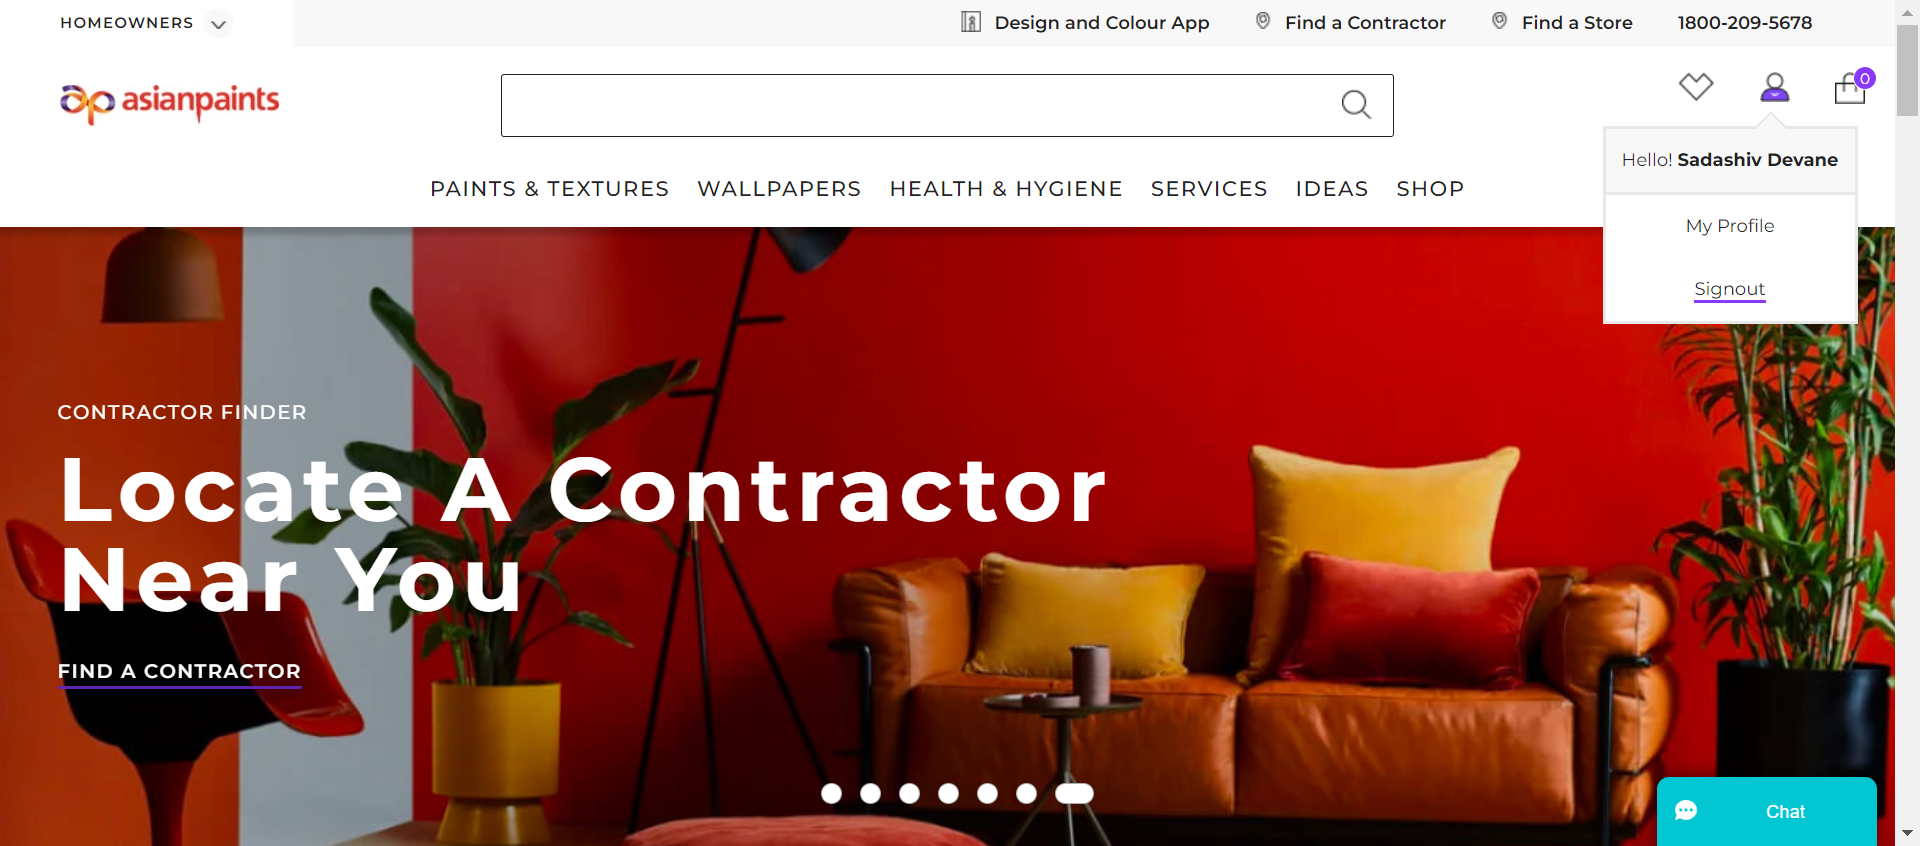 HOMEOWNERS
Design and Colour App
Find a Contractor
Find a Store
1800-209-5678
ap asianpaints
0
Hello! Sadashiv Devane
My Profile
Signout
PAINTS & TEXTURES
WALLPAPERS
HEALTH & HYGIENE
SERVICES
IDEAS
SHOP
CONTRACTOR FINDER
Locate A Contractor
Near You
FIND A CONTRACTOR
Chat